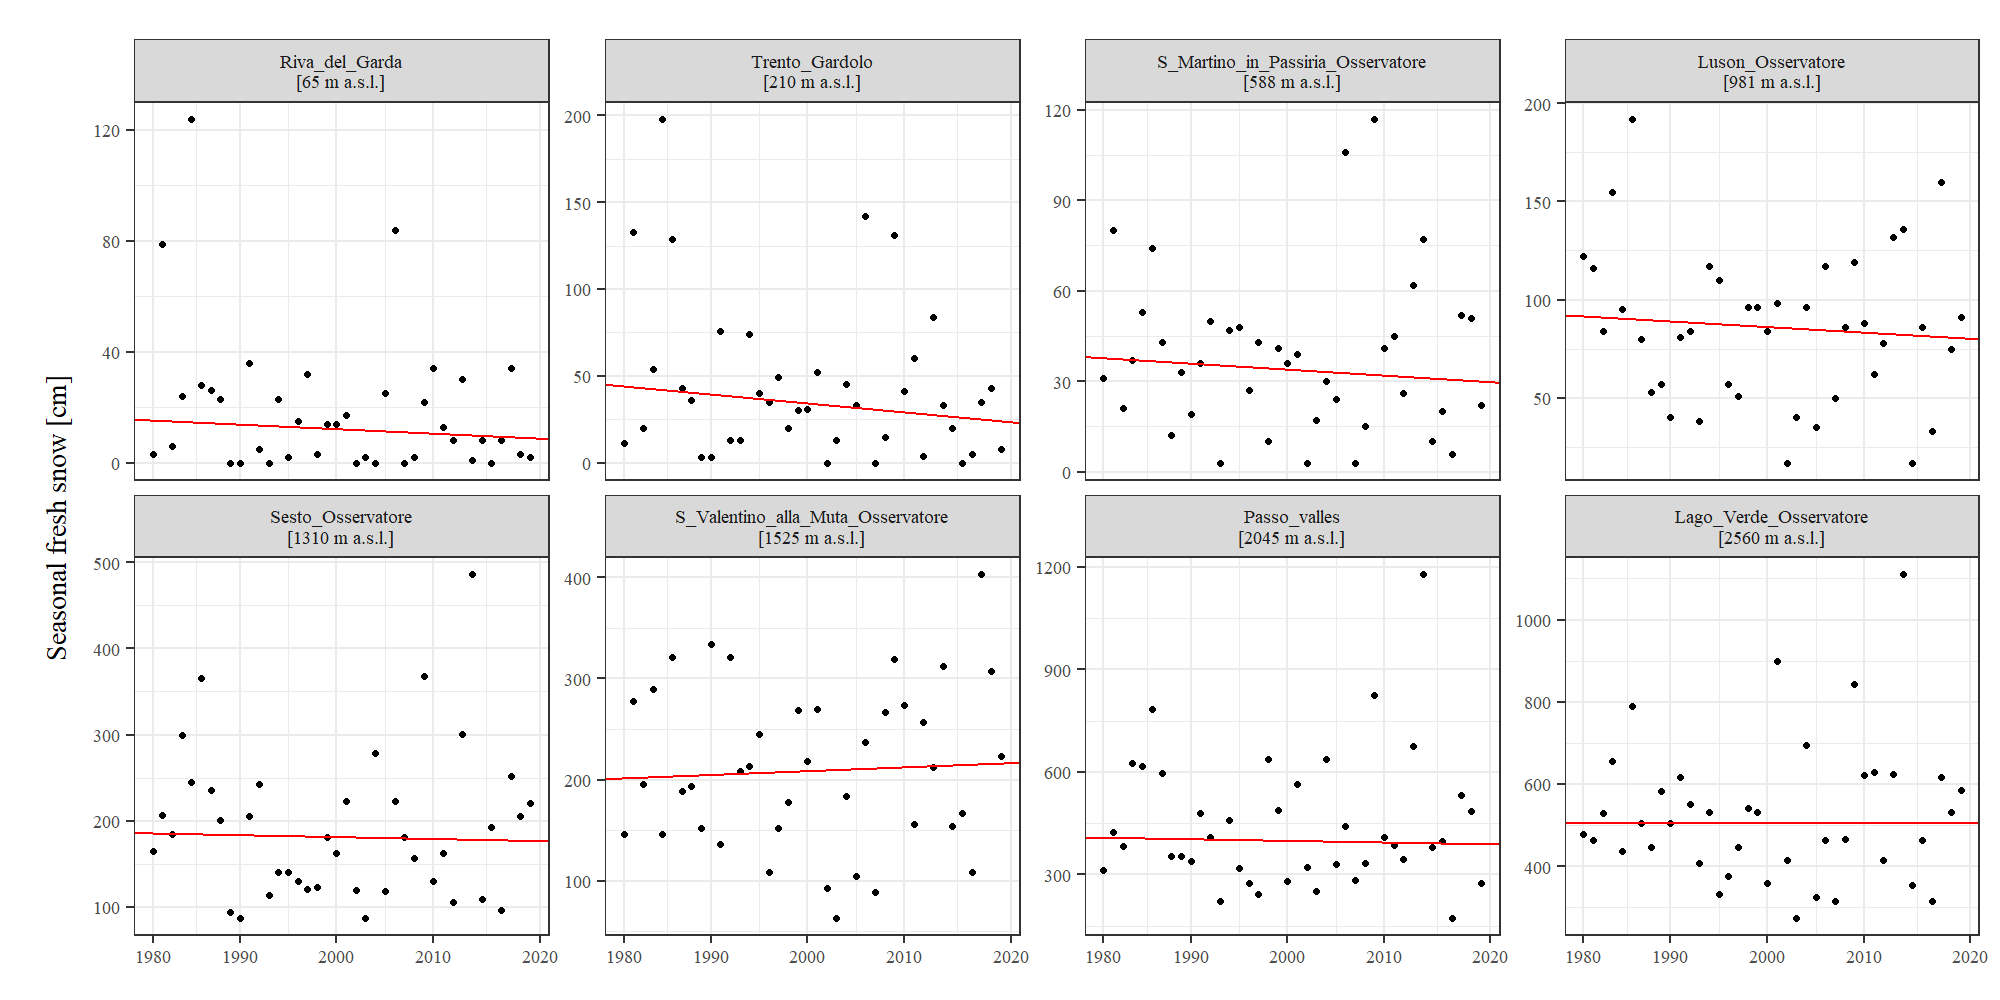 Seasonal fresh snow [cm]
Riva_del_Garda
[65 m a.s.l.]
120
80
40
0
Trento_Gardolo
[210 m a.s.l.]
200
150
100
50
0
S_Martino_in_Passiria_Osservatore
[588 m a.s.l.]
120
90
60
30
0
Luson_Osservatore
[981 m a.s.l.]
200
150
100
50
Sesto_Osservatore
[1310 m a.s.l.]
500
400
300
200
100
1980 1990 2000 2010 2020
S_Valentino_alla_Muta_Osservatore
[1525 m a.s.l.]
400
300
200
100
1980 1990 2000 2010 2020
Passo_valles
[2045 m a.s.l.]
1200
900
600
300
1980 1990 2000 2010 2020
Lago_Verde_Osservatore
[2560 m a.s.l.]
1000
800
600
400
1980 1990 2000 2010 2020